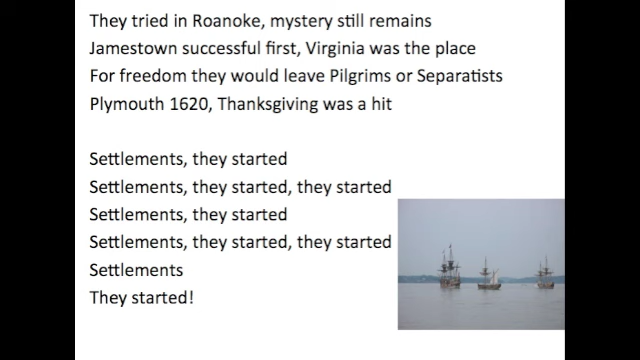 They tried in Roanoke, mystery still remains
Jamestown successful first, Virginia was the place
For freedom they would leave Pilgrims or Separatists
Plymouth 1620, Thanksgiving was a hit
Settlements, they started
Settlements, they started, they started
Settlements, they started
Settlements, they started, they started
Settlements
They started!